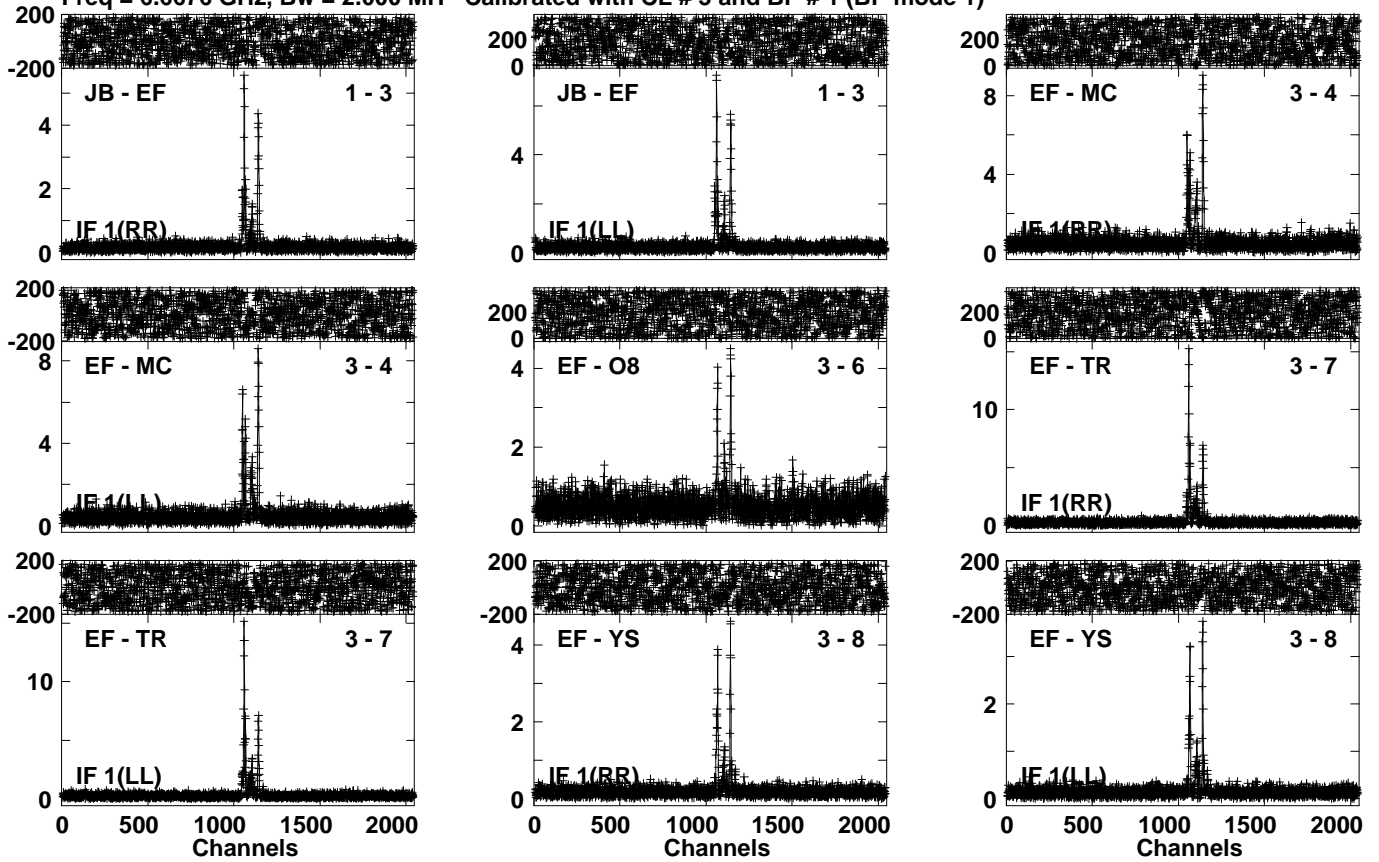 Calibrated with CL # 3 and BP # 1 (BP mode 1)
200
-200
JB - EF 1 - 3
4
2
0
IF 1(RR)
200
0
JB - EF 1 - 3
4
0
IF 1(LL)
200
0
EF - MC 3 - 4
8
4
0
IF 1(RR)
200
-200
EF - MC 3 - 4
8
4
0
IF 1(LL)
200
0
EF - O8 3 - 6
4
2
0
200
0
EF - TR 3 - 7
10
0
IF 1(RR)
200
-200
EF - TR 3 - 7
10
0
IF 1(LL)
0 500 1000 1500 2000
Channels
200
-200
EF - YS 3 - 8
4
2
0
IF 1(RR)
0 500 1000 1500 2000
Channels
200
-200
EF - YS 3 - 8
2
0
IF 1(LL)
0 500 1000 1500 2000
Channels